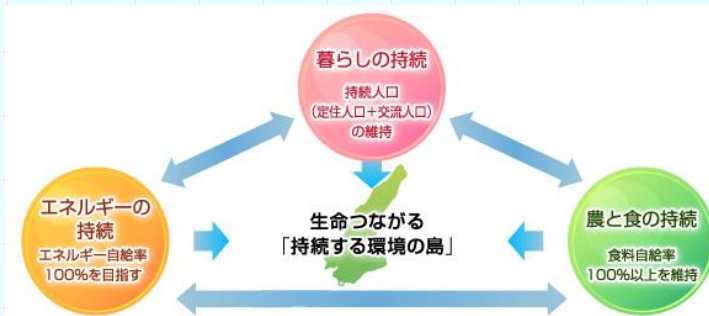 暮らしの持続
持続人口
（定住人口＋交流人口）
の維持
エネルギーの
持続
エネルギー自給率
100%を目指す
生命つながる
「持続する環境の島」
農と食の持続
食料自給率
100%以上を維持